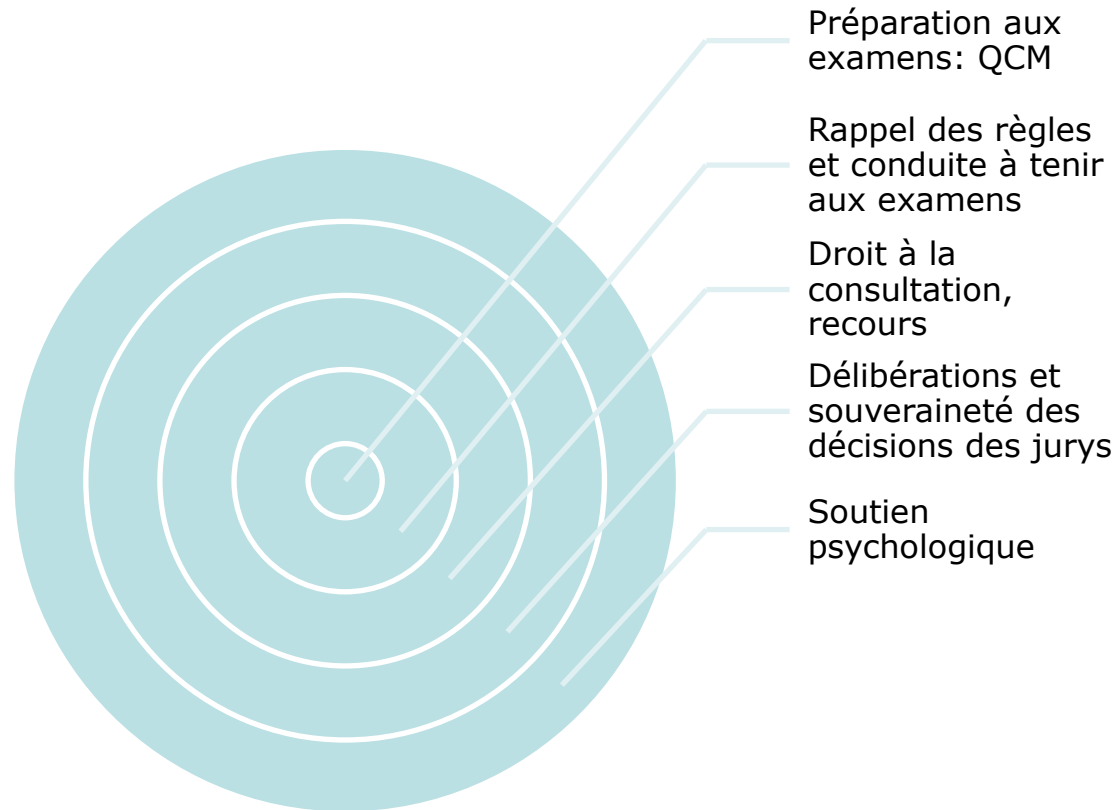 Préparation aux
examens: QCM
Rappel des règles
et conduite à tenir
aux examens
Droit à la
consultation,
recours
Délibérations et
souveraineté des
décisions des jurys
Soutien
psychologique